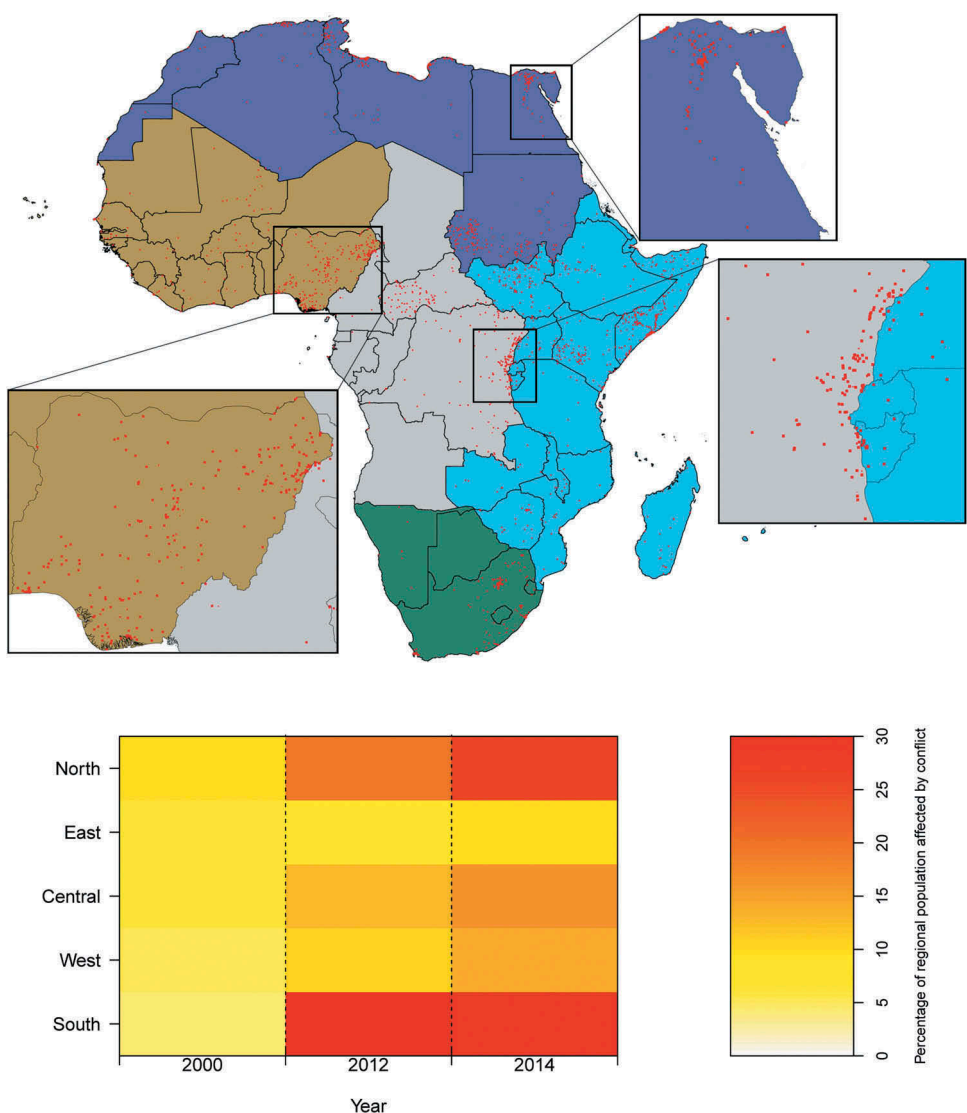 North
East
Central
West
South
2000
2012
2014
Year
30
25
20
15
10
5
0
Percentage of regional population affected by conflict